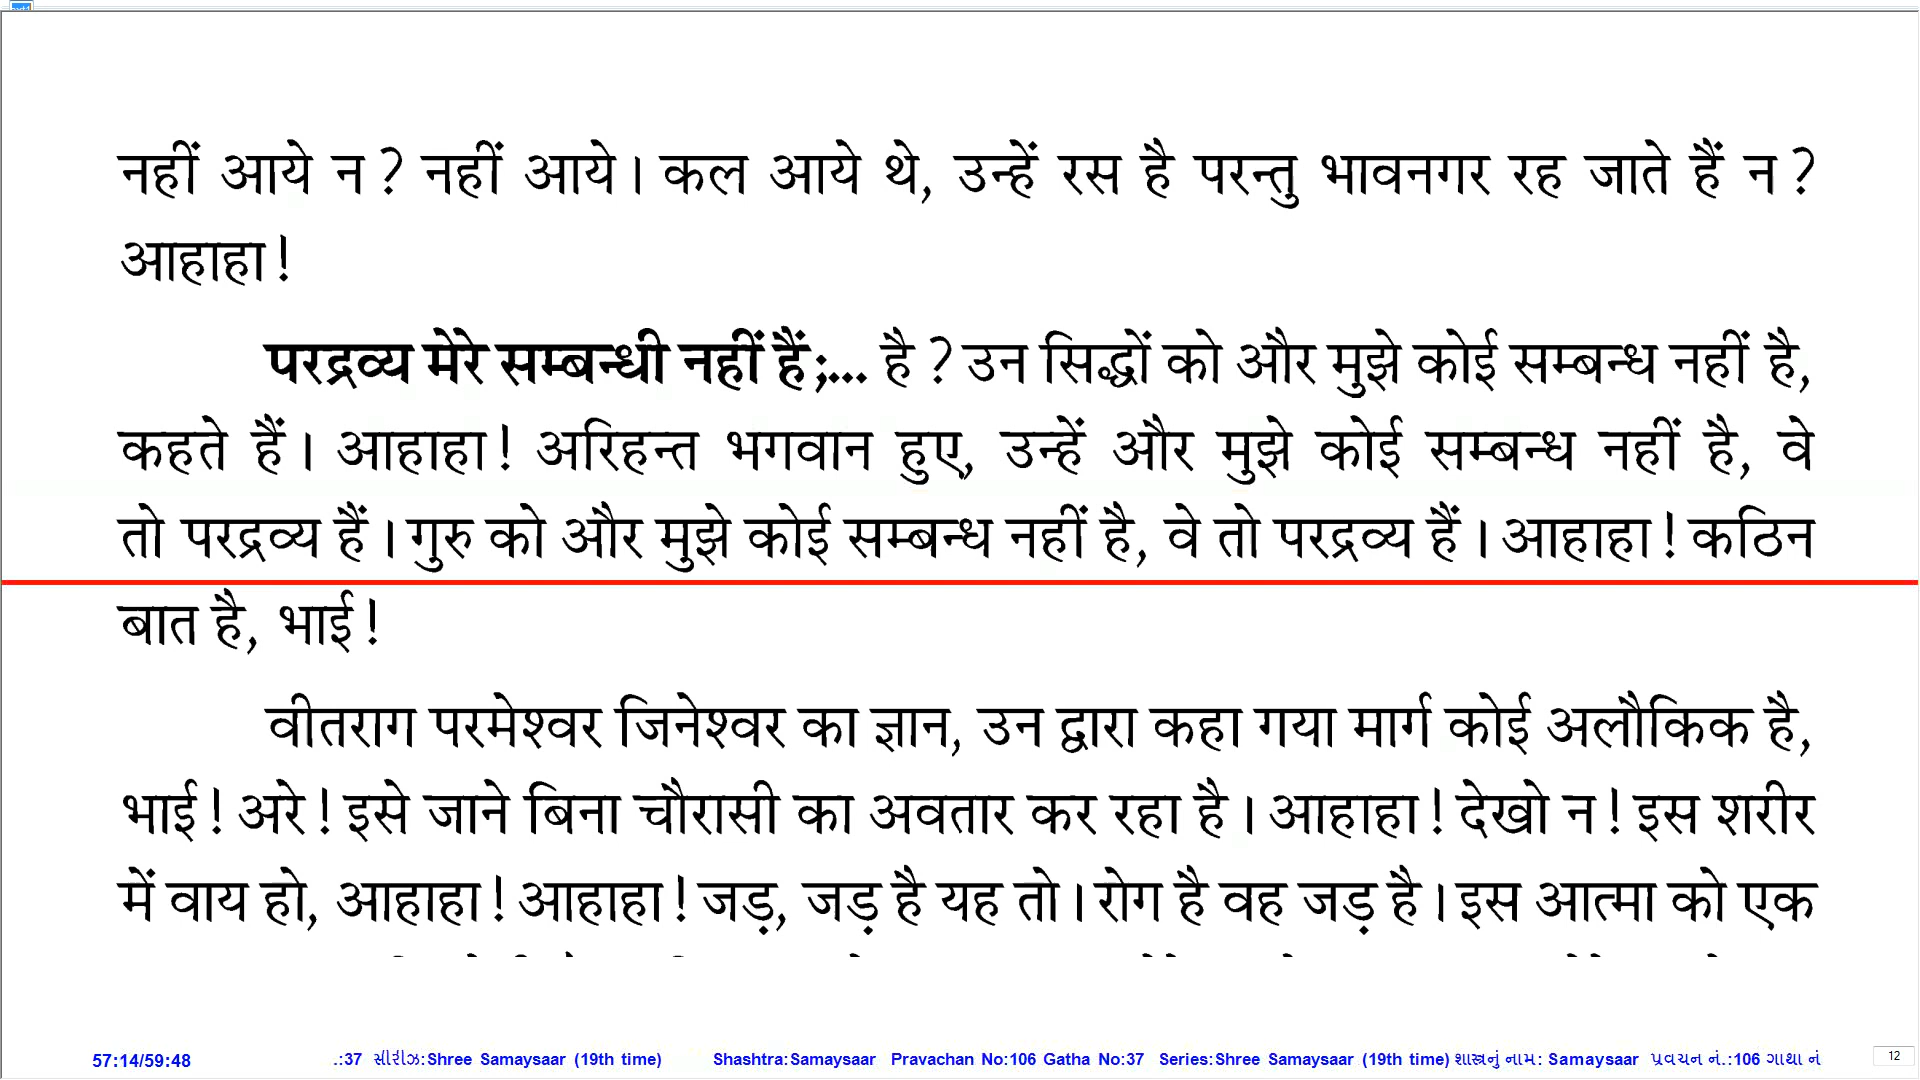 नहीं आये न? नहीं आये। कल आये थे, उन्हें रस है परन्तु भावनगर रह जाते हैं न?
आहाहा!
परद्रव्य मेरे सम्बन्धी नहीं हैं;... है? उन सिद्धों को और मुझे कोई सम्बन्ध नहीं है,
कहते हैं। आहाहा! अरिहन्त भगवान हुए, उन्हें और मुझे कोई सम्बन्ध नहीं है, वे
तो परद्रव्य हैं। गुरु को और मुझे कोई सम्बन्ध नहीं है, वे तो परद्रव्य हैं। आहाहा! कठिन
बात है, भाई!
वीतराग परमेश्वर जिनेश्वर का ज्ञान, उन द्वारा कहा गया मार्ग कोई अलौकिक है,
भाई! अरे! इसे जाने बिना चौरासी का अवतार कर रहा है। आहाहा! देखो न! इस शरीर
में वाय हो, आहाहा! आहाहा! जड़, जड़ है यह तो। रोग है वह जड़ है। इस आत्मा को एक
57:14/59:48 .:37 સીરીઝ:Shree Samaysaar (19th time) Shashtra:Samaysaar Pravachan No:106 Gatha No:37 Series:Shree Samaysaar (19th time) શાસ્ત્રનું નામ: Samaysaar પ્રવચન નં.:106 ગાથા નં 12